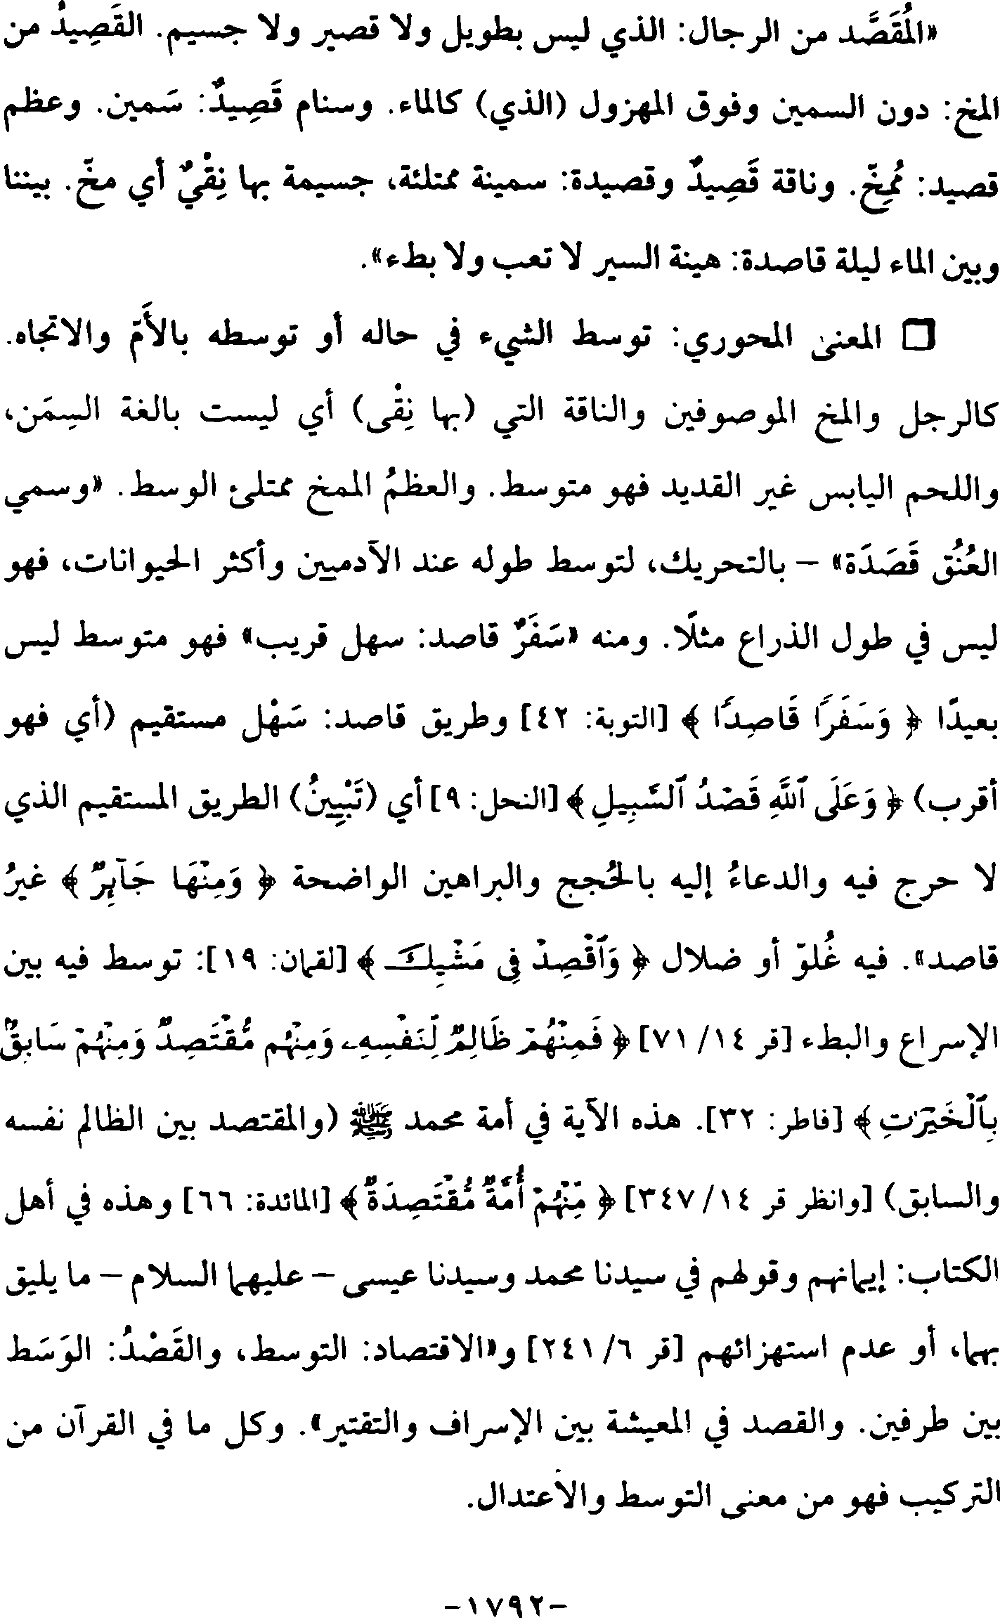 «المُقَصَّد من الرجال: الذي ليس بطويل ولا قصير ولا جسيم. القَصِيدُ من
المخ: دون السمين وفوق المهزول (الذي) كالماء. وسنام قَصِيدٌ: سَمين. وعظم
قصيد: مُمِخّ. وناقة قَصِيدٌ وقصيدة: سمينة ممتلئة، جسيمة بها نِقْيٌ أي مخّ. بيننا
وبين الماء ليلة قاصدة: هينة السير لا تعب ولا بطء».
❒ المعنى المحوري: توسط الشيء في حاله أو توسطه بالأَمّ والاتجاه.
كالرجل والمخ الموصوفين والناقة التي (بها نِقْى) أي ليست بالغة السِمَن،
واللحم اليابس غير القديد فهو متوسط. والعظمُ الممخ ممتلئ الوسط. «وسمي
العُنُق قَصَدَة» – بالتحريك، لتوسط طوله عند الآدميين وأكثر الحيوانات، فهو
ليس في طول الذراع مثلًا. ومنه «سَفَرٌ قاصد: سهل قريب» فهو متوسط ليس
بعيدًا ﴿ وَسَفَرًا قَاصِدًا ﴾ [التوبة: ٤٢] وطريق قاصد: سَهْل مستقيم (أي فهو
أقرب) ﴿ وَعَلَى ٱللَّهِ قَصْدُ ٱلسَّبِيلِ ﴾ [النحل: ٩] أي (تَبْيِينُ) الطريق المستقيم الذي
لا حرج فيه والدعاءُ إليه بالحُجج والبراهين الواضحة ﴿ وَمِنْهَا جَآئِرٌ ﴾ غيرُ
قاصد». فيه غُلوّ أو ضلال ﴿ وَٱقْصِدْ فِى مَشْيِكَ ﴾ [لقمان: ١٩]: توسط فيه بين
الإسراع والبطء [قر ١٤/ ٧١] ﴿ فَمِنْهُمْ ظَالِمٌ لِّنَفْسِهِۦ وَمِنْهُم مُّقْتَصِدٌ وَمِنْهُمْ سَابِقٌۢ
بِٱلْخَيْرَٰتِ ﴾ [فاطر: ٣٢]. هذه الآية في أمة محمد ﷺ (والمقتصد بين الظالم نفسه
والسابق) [وانظر قر ١٤/ ٣٤٧] ﴿ مِّنْهُمْ أُمَّةٌ مُّقْتَصِدَةٌ ﴾ [المائدة: ٦٦] وهذه في أهل
الكتاب: إيمانهم وقولهم في سيدنا محمد وسيدنا عيسى – عليهما السلام – ما يليق
بهما، أو عدم استهزائهم [قر ٦/ ٢٤١] و«الاقتصاد: التوسط، والقَصْدُ: الوَسَط
بين طرفين. والقصد في المعيشة بين الإسراف والتقتير». وكل ما في القرآن من
التركيب فهو من معنى التوسط والاعتدال.
-١٧٩٢-